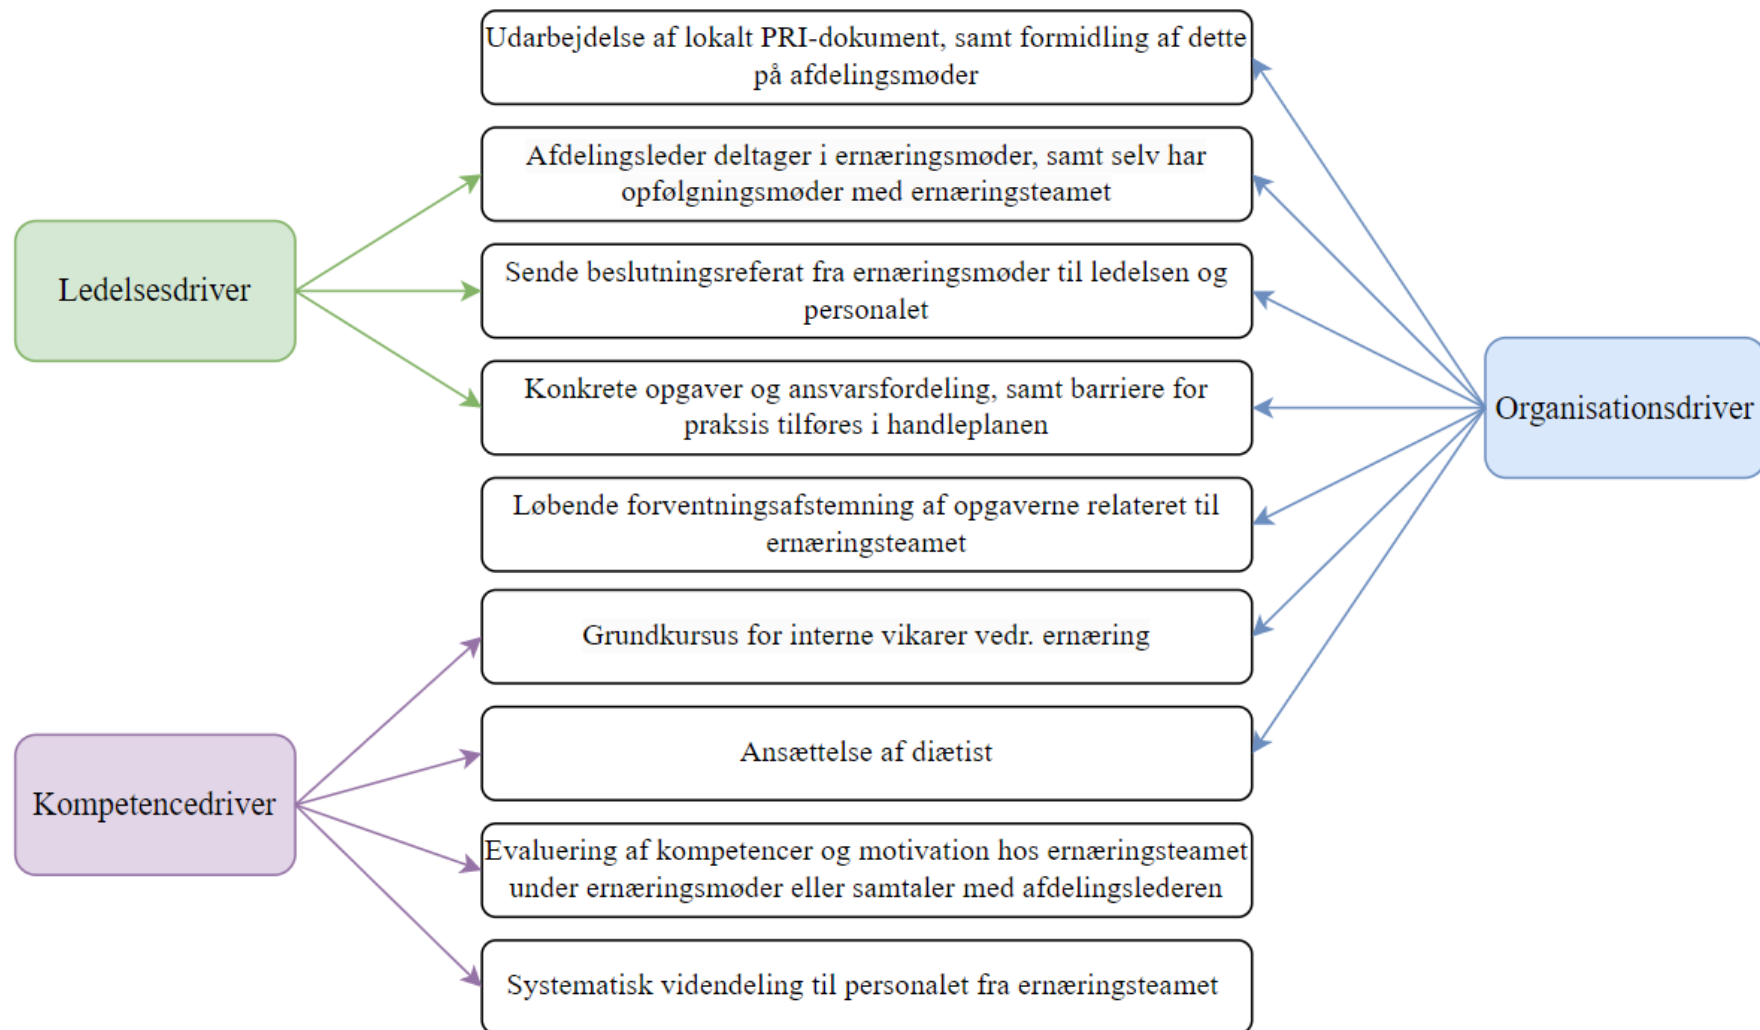 Udarbejdelse af lokalt PRI-dokument, samt formidling af dette
på afdelingsmøder
Afdelingsleder deltager i ernæringsmøder, samt selv har
opfølgningsmøder med ernæringsteamet
Ledelsesdriver
Sende beslutningsreferat fra ernæringsmøder til ledelsen og
personalet
Konkrete opgaver og ansvarsfordeling, samt barriere for
praksis tilføres i handleplanen
Organisationsdriver
Løbende forventningsafstemning af opgaverne relateret til
ernæringsteamet
Grundkursus for interne vikarer vedr. ernæring
Ansættelse af diætist
Kompetencedriver
Evaluering af kompetencer og motivation hos ernæringsteamet
under ernæringsmøder eller samtaler med afdelingslederen
Systematisk videndeling til personalet fra ernæringsteamet